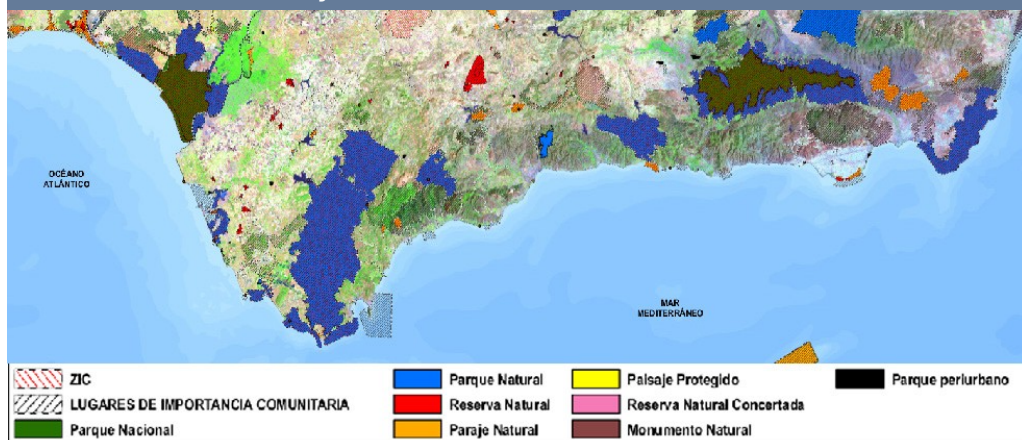 OCÉANO
ATLÁNTICO
MAR
MEDITERRÁNEO
ZIC
LUGARES DE IMPORTANCIA COMUNITARIA
Parque Nacional
Parque Natural
Reserva Natural
Paraje Natural
Paisaje Protegido
Reserva Natural Concertada
Monumento Natural
Parque periurbano